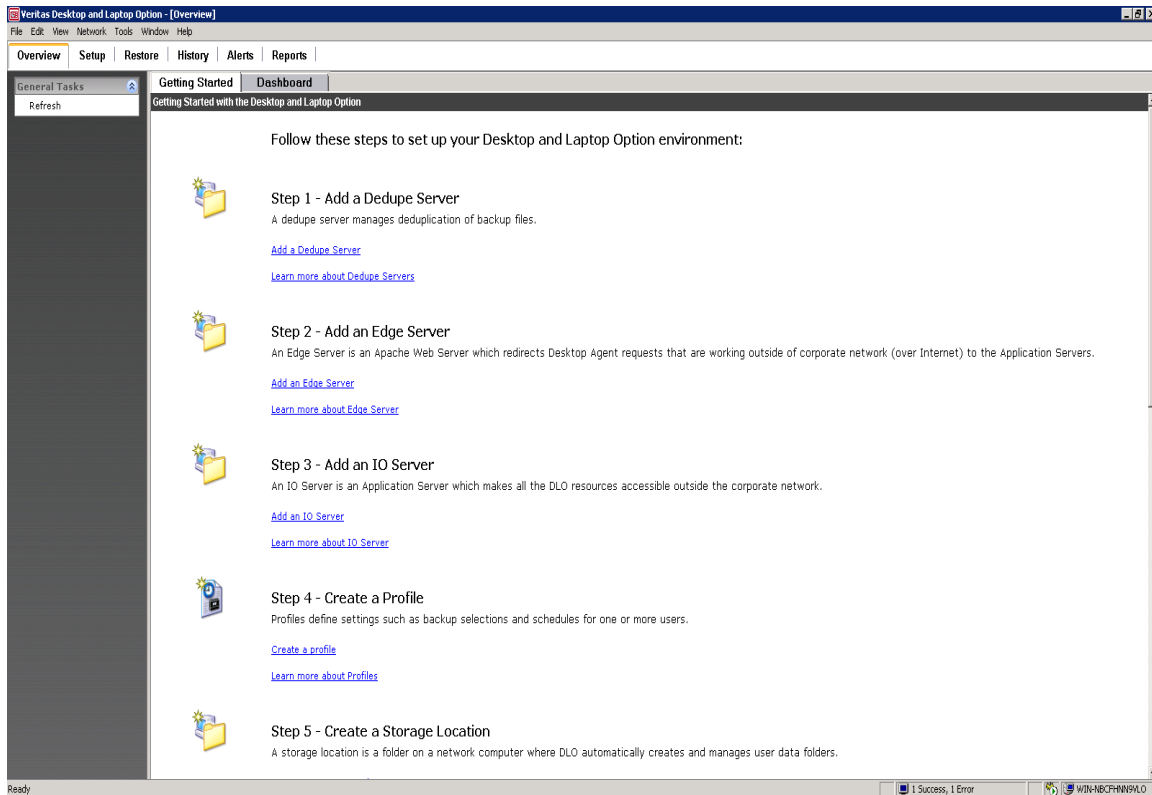 Veritas Desktop and Laptop Option - [Overview]
File Edit View Network Tools Window Help
Overview Setup Restore History Alerts Reports
General Tasks
Refresh
Getting Started Dashboard
Getting Started with the Desktop and Laptop Option
Follow these steps to set up your Desktop and Laptop Option environment:
Step 1 - Add a Dedupe Server
A dedupe server manages deduplication of backup files.
Add a Dedupe Server
Learn more about Dedupe Servers
Step 2 - Add an Edge Server
An Edge Server is an Apache Web Server which redirects Desktop Agent requests that are working outside of corporate network (over Internet) to the Application Servers.
Add an Edge Server
Learn more about Edge Server
Step 3 - Add an IO Server
An IO Server is an Application Server which makes all the DLO resources accessible outside the corporate network.
Add an IO Server
Learn more about IO Server
Step 4 - Create a Profile
Profiles define settings such as backup selections and schedules for one or more users.
Create a profile
Learn more about Profiles
Step 5 - Create a Storage Location
A storage location is a folder on a network computer where DLO automatically creates and manages user data folders.
Ready
1 Success, 1 Error
WIN-NBCFHNN9VLO